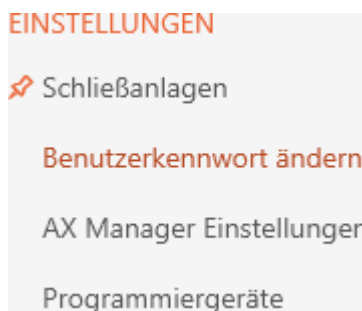 EINSTELLUNGEN
Schließanlagen
Benutzerkennwort ändern
AX Manager Einstellungen
Programmiergeräte